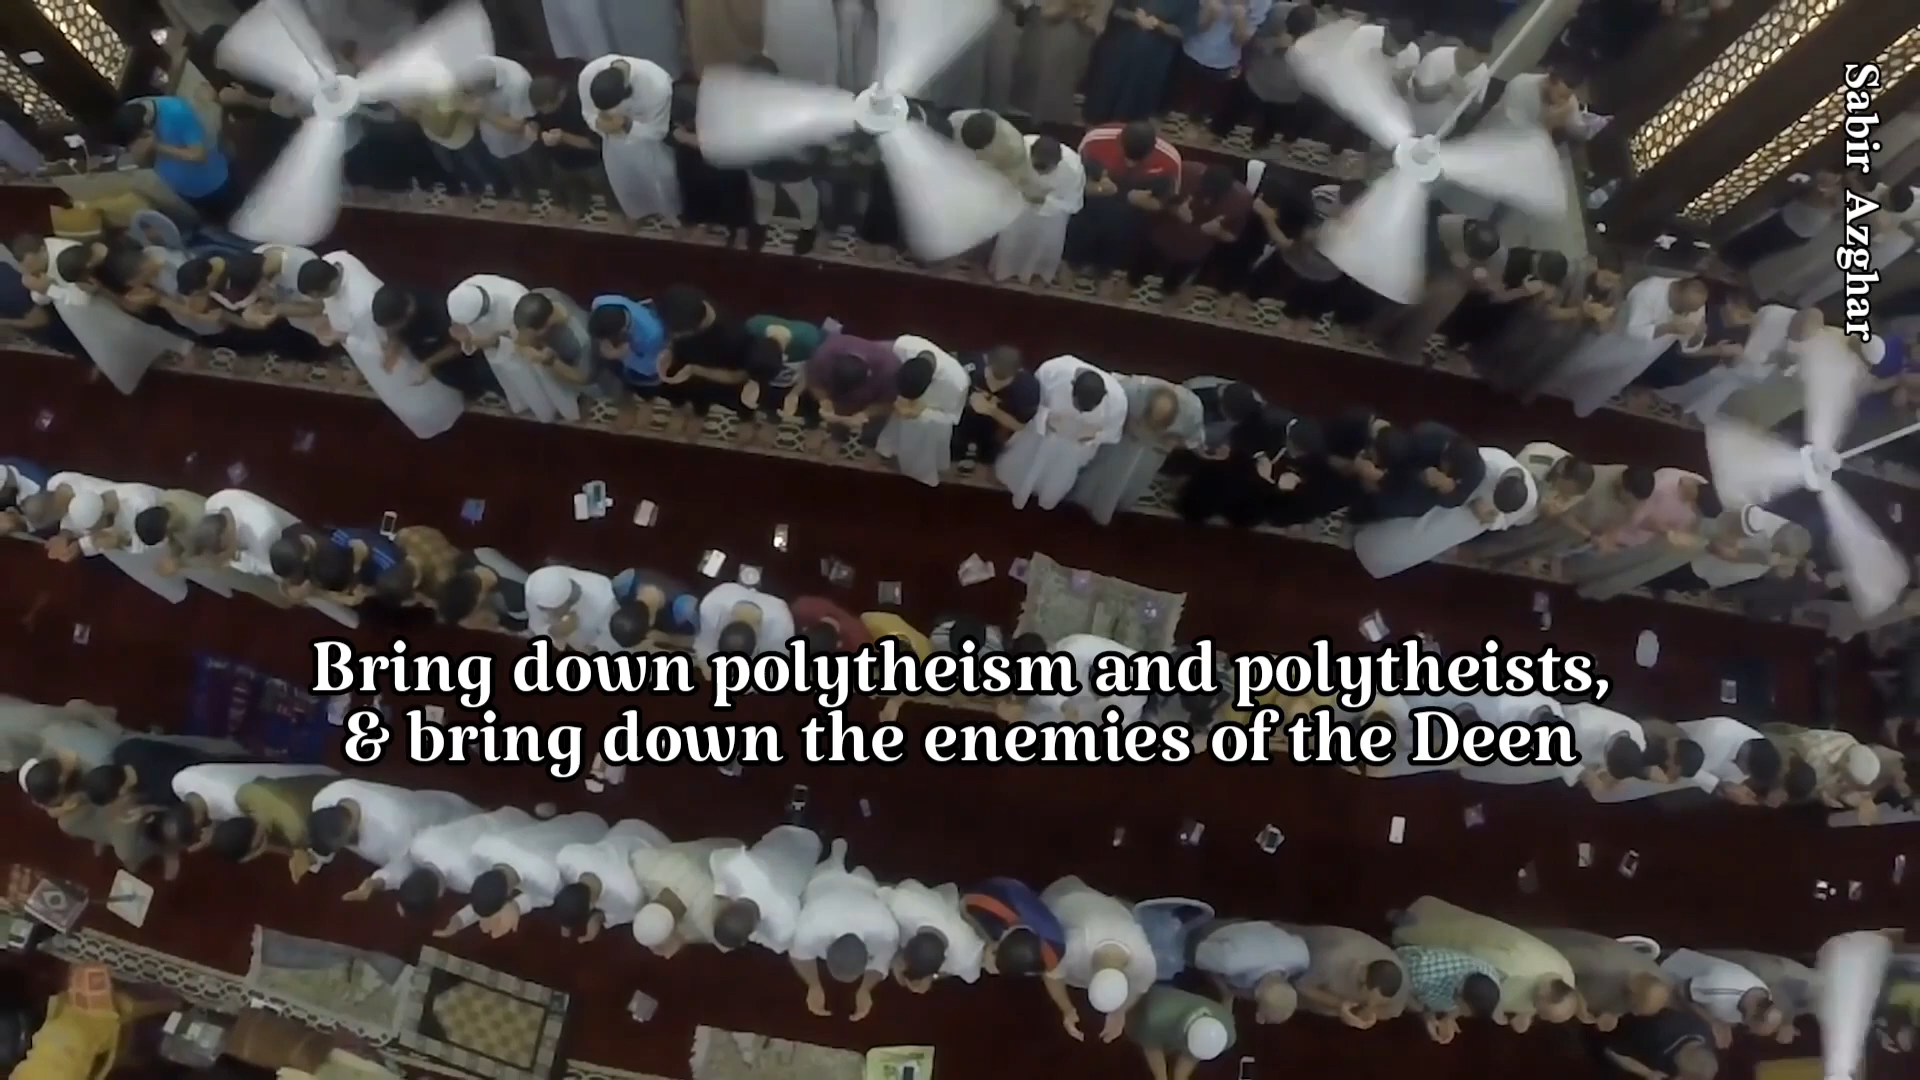 Sabir Azghar
Bring down polytheism and polytheists,
& bring down the enemies of the Deen